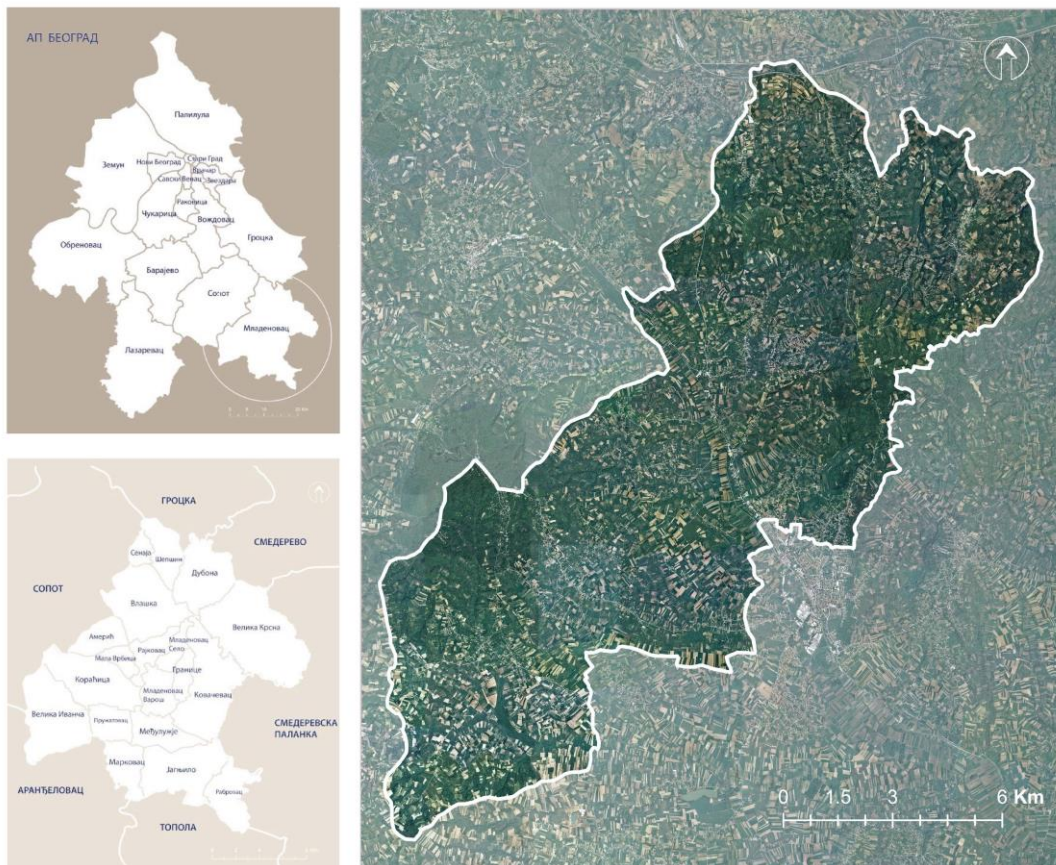 АП БЕОГРАД
Палилула
Земун
Нови Београд
Стари Град
Врачар
Савски Венац
Звездара
Раковица
Чукарица
Вождовац
Гроцка
Обреновац
Барајево
Сопот
Младеновац
Лазаревац
ГРОЦКА
СМЕДЕРЕВО
Сенаја
Шепшин
Дубона
СОПОТ
Влашка
Велика Крсна
Амерић
Младеновац
Село
Рајковац
Мала Врбица
Границе
Кораћица
Младеновац
Варош
Ковачевац
Велика Иванча
Пружатовац
СМЕДЕРЕВСКА
ПАЛАНКА
Међулужје
Марковац
Јагњило
АРАНЂЕЛОВАЦ
Рабровац
ТОПОЛА
0 1.5 3 6 Km